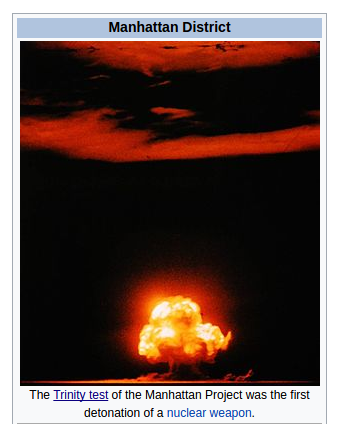 Manhattan District
The Trinity test of the Manhattan Project was the first
detonation of a nuclear weapon.